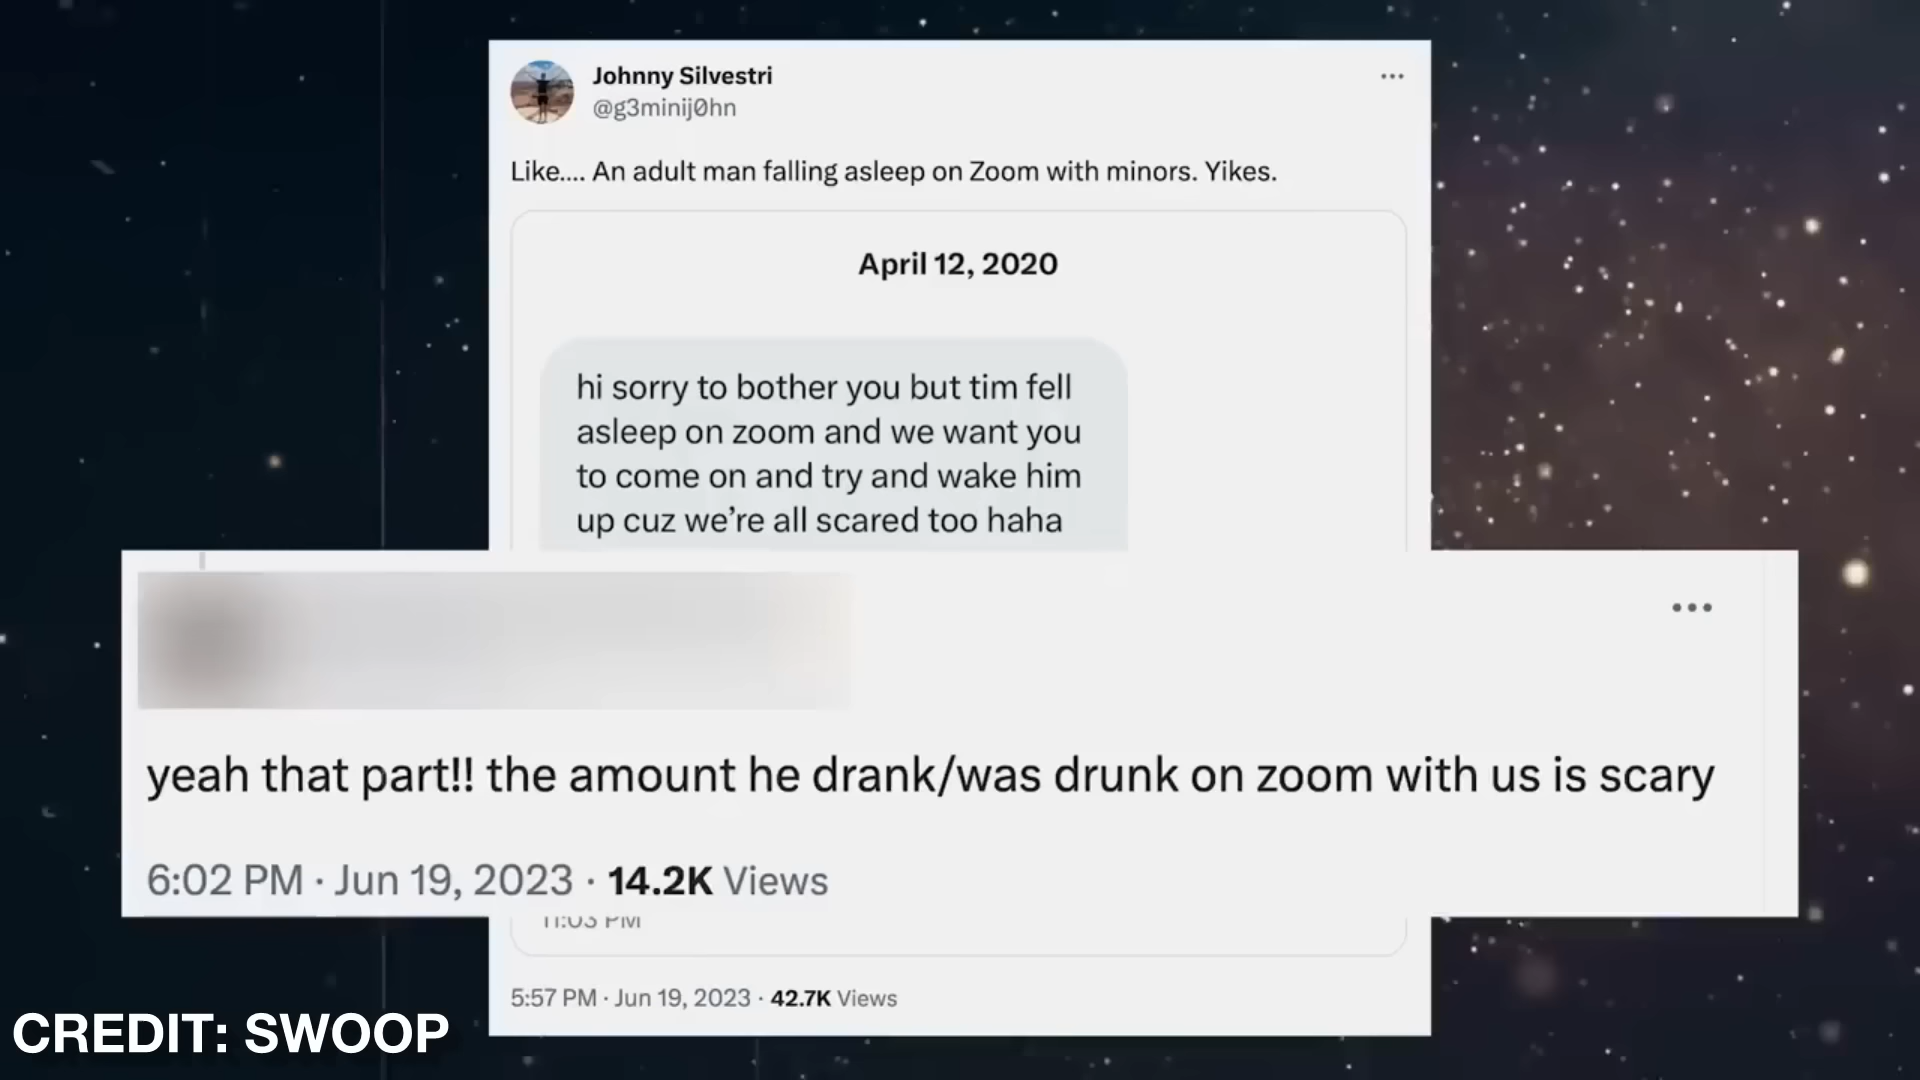 Johnny Silvestri
@g3minij0hn
Like.... An adult man falling asleep on Zoom with minors. Yikes.
April 12, 2020
hi sorry to bother you but tim fell
asleep on zoom and we want you
to come on and try and wake him
up cuz we're all scared too haha
yeah that part!! the amount he drank/was drunk on zoom with us is scary
6:02 PM · Jun 19, 2023 · 14.2K Views
11:03 PM
5:57 PM · Jun 19, 2023 · 42.7K Views
CREDIT: SWOOP